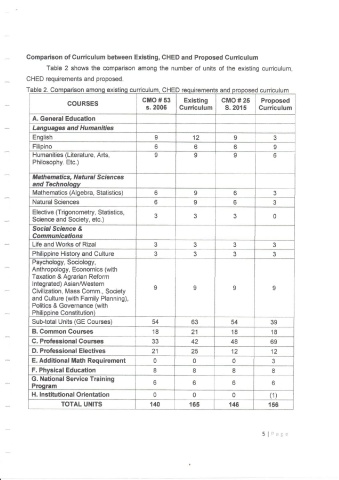 Comparison of Curriculum between Existing, CHED and Proposed Curriculum
Table 2 shows the comparison among the number of units of the existing curriculum,
CHED requirements and proposed.
Table 2. Comparison among existing curriculum, CHED requirements and proposed curriculum
COURSES CMO # 53 s. 2006 Existing Curriculum CMO # 25 S. 2015 Proposed Curriculum
A. General Education
Languages and Humanities
English 9 12 9 3
Filipino 6 6 6 9
Humanities (Literature, Arts, 9 9 9 6
Philosophy, Etc.)
Mathematics, Natural Sciences
and Technology
Mathematics (Algebra, Statistics) 6 9 6 3
Natural Sciences 6 9 6 3
Elective (Trigonometry, Statistics,
Science and Society, etc.) 3 3 3 0
Social Science &
Communications
Life and Works of Rizal 3 3 3 3
Philippine History and Culture 3 3 3 3
Psychology, Sociology,
Anthropology, Economics (with
Taxation & Agrarian Reform
Integrated) Asian/Western
Civilization, Mass Comm., Society 9 9 9 9
and Culture (with Family Planning),
Politics & Governance (with
Philippine Constitution)
Sub-total Units (GE Courses) 54 63 54 39
B. Common Courses 18 21 18 18
C. Professional Courses 33 42 48 69
D. Professional Electives 21 25 12 12
E. Additional Math Requirement 0 0 0 3
F. Physical Education 8 8 8 8
G. National Service Training
Program 6 6 6 6
H. Institutional Orientation 0 0 0 (1)
TOTAL UNITS 140 165 146 156
5 | Page